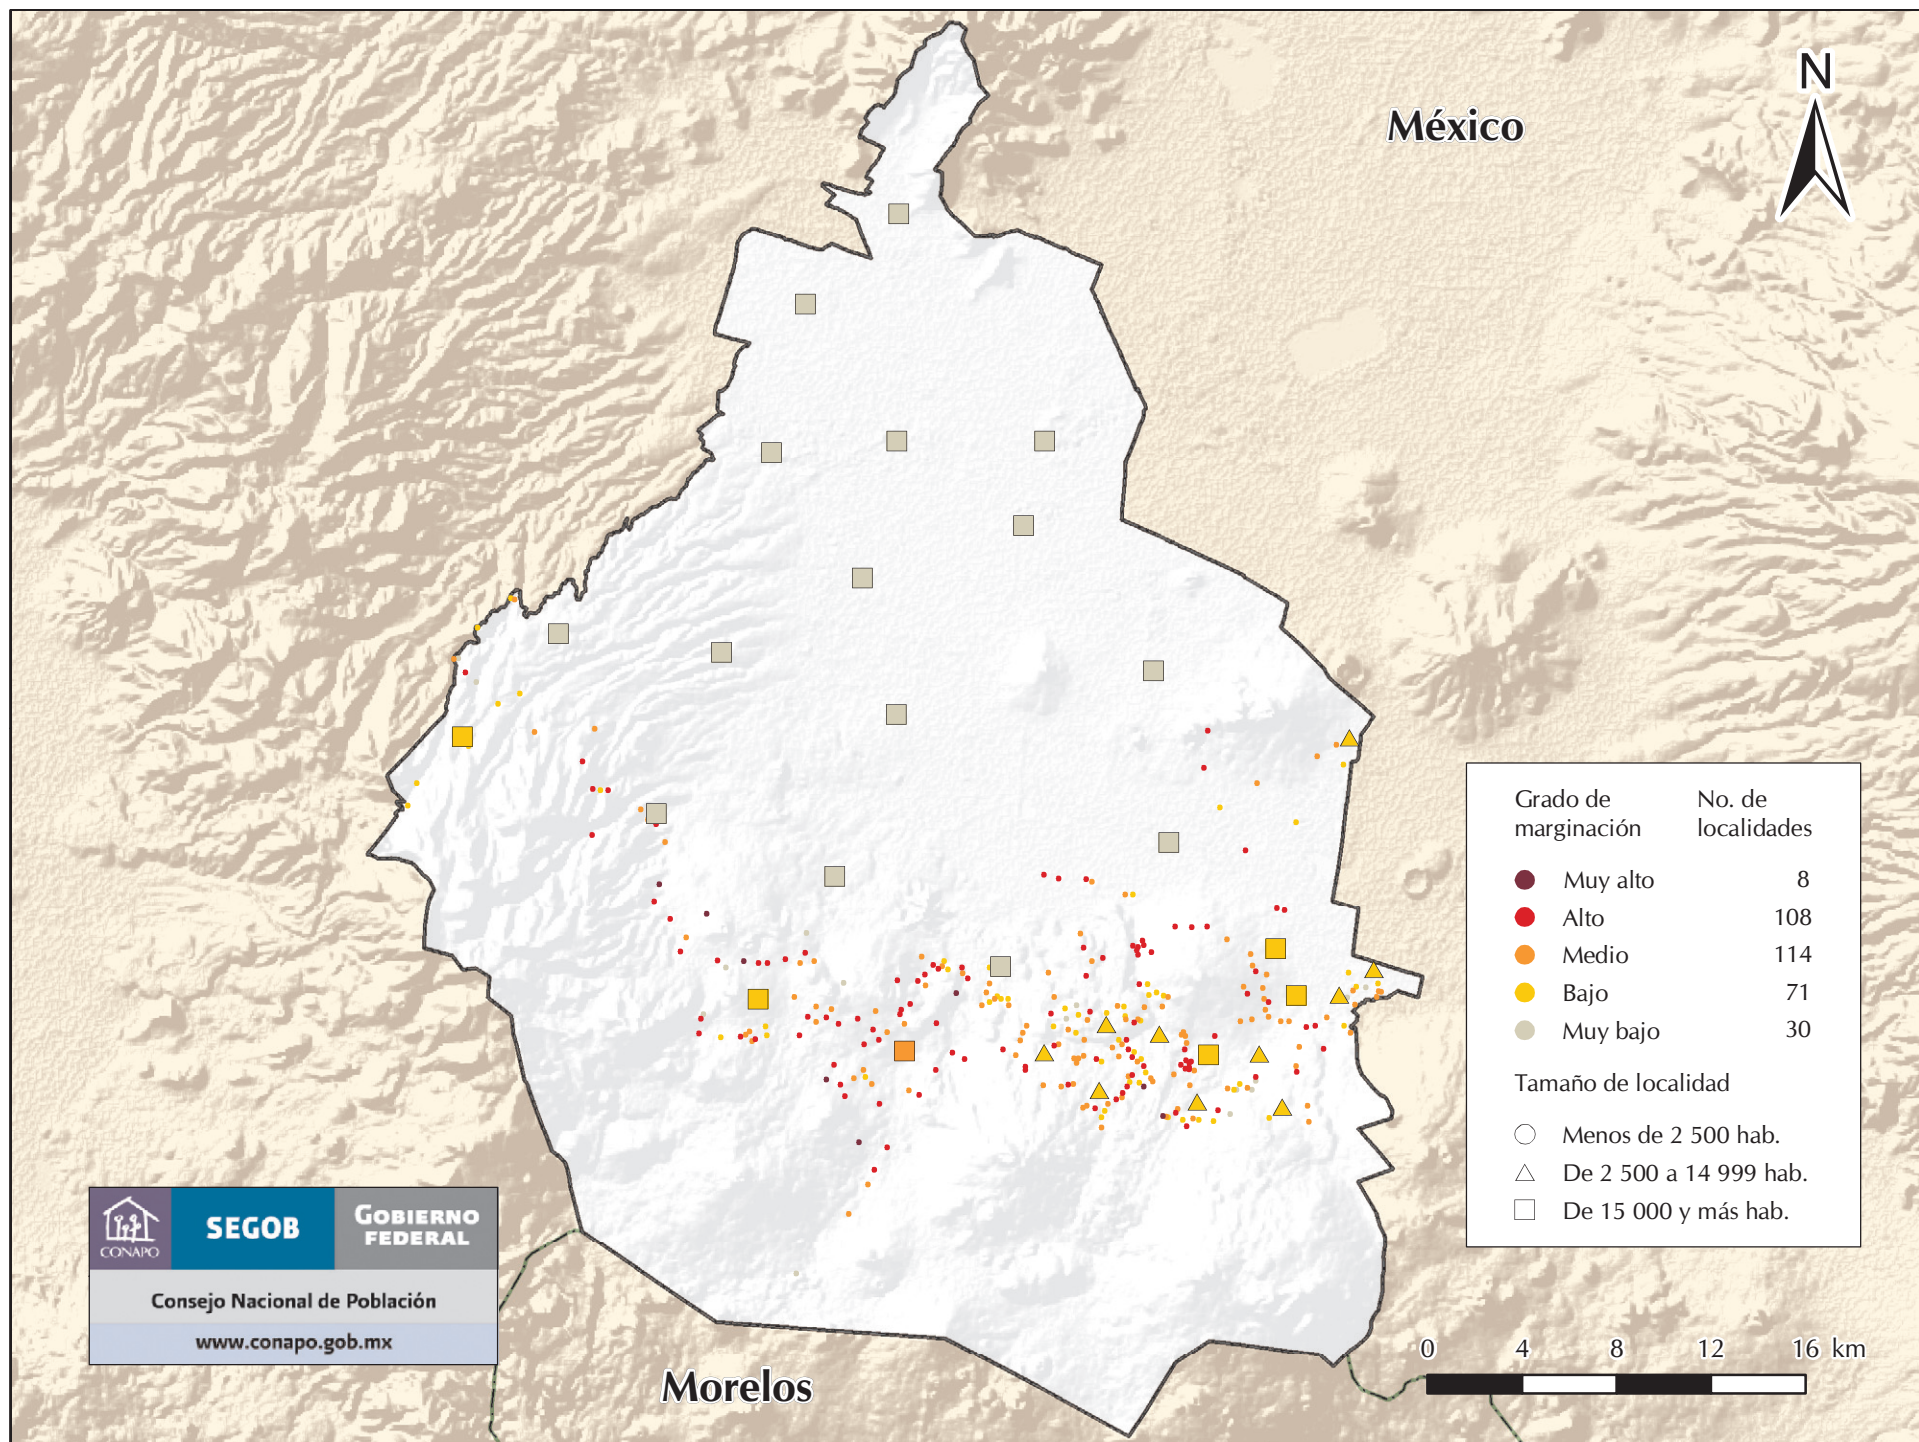 N
México
Grado de marginación
No. de localidades
Muy alto 8
Alto 108
Medio 114
Bajo 71
Muy bajo 30
Tamaño de localidad
Menos de 2 500 hab.
De 2 500 a 14 999 hab.
De 15 000 y más hab.
CONAPO
SEGOB
GOBIERNO
FEDERAL
Consejo Nacional de Población
www.conapo.gob.mx
Morelos
0 4 8 12 16 km